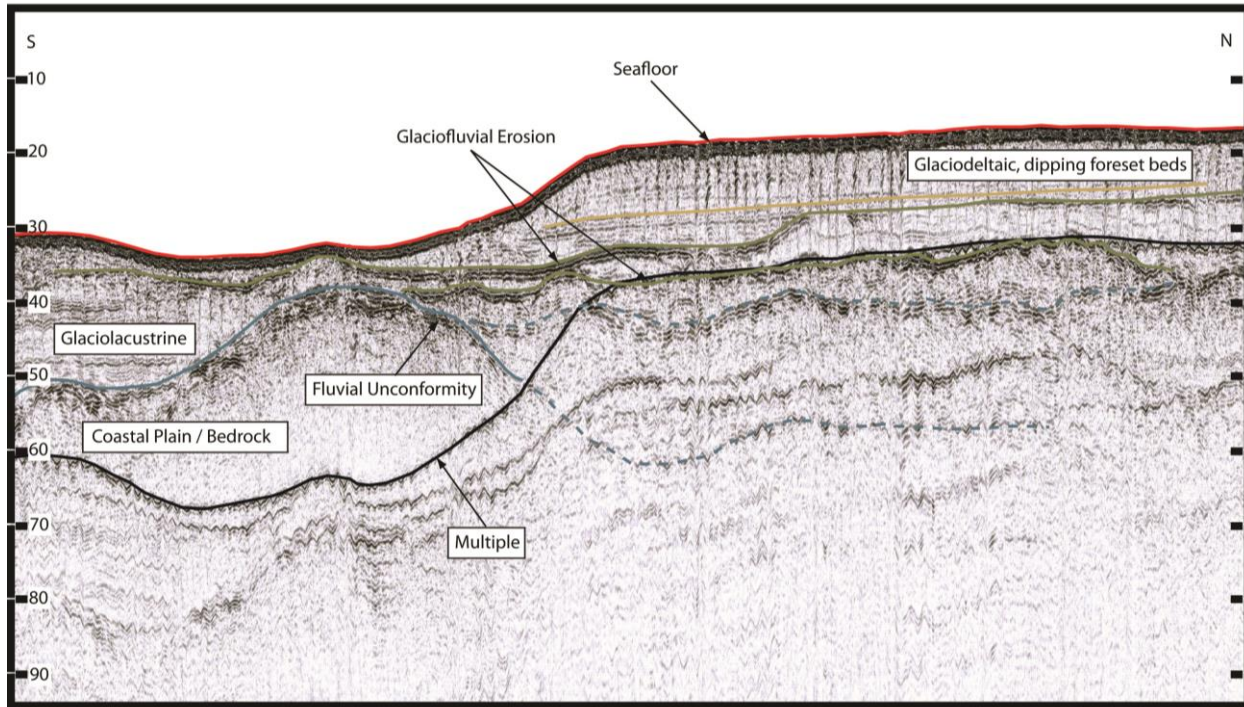 S
N
10
Seafloor
Glaciofluvial Erosion
20
Glaciodeltaic, dipping foreset beds
30
40
Glaciolacustrine
50
Fluvial Unconformity
Coastal Plain / Bedrock
60
Multiple
70
80
90